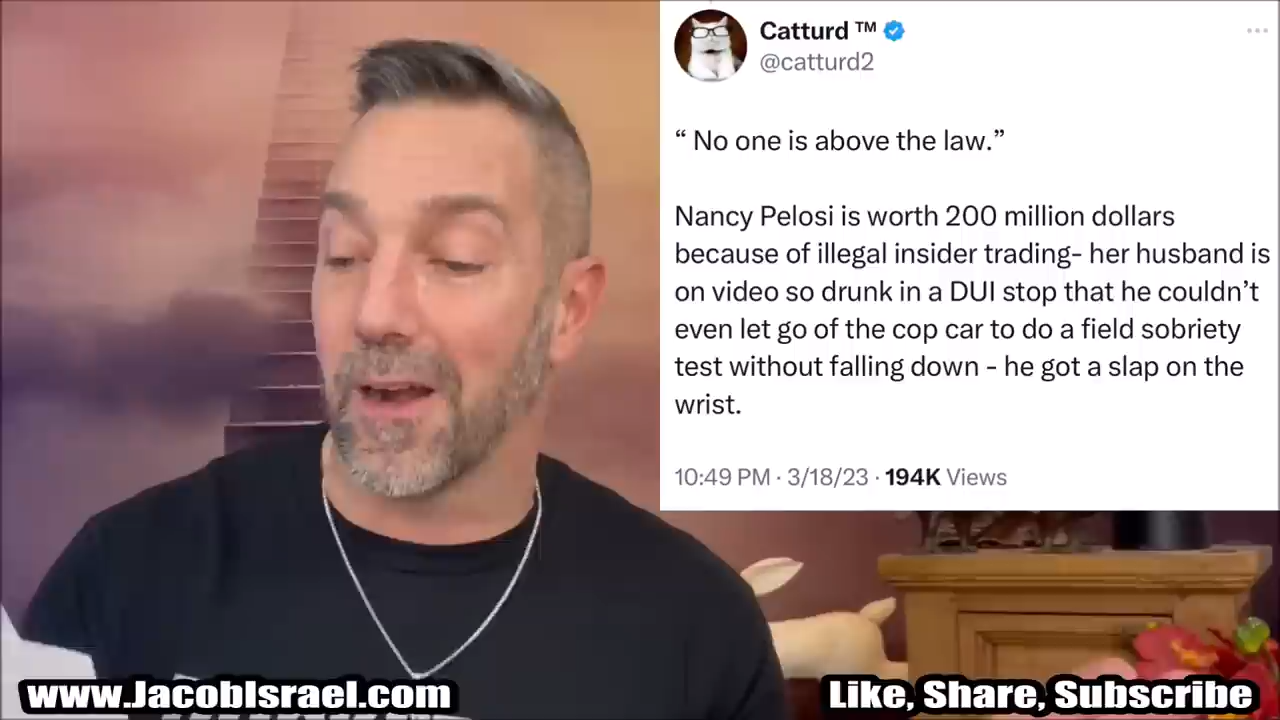 Catturd ™
@catturd2
“ No one is above the law.”
Nancy Pelosi is worth 200 million dollars
because of illegal insider trading- her husband is
on video so drunk in a DUI stop that he couldn’t
even let go of the cop car to do a field sobriety
test without falling down - he got a slap on the
wrist.
10:49 PM · 3/18/23 · 194K Views
www.JacobIsrael.com
Like, Share, Subscribe